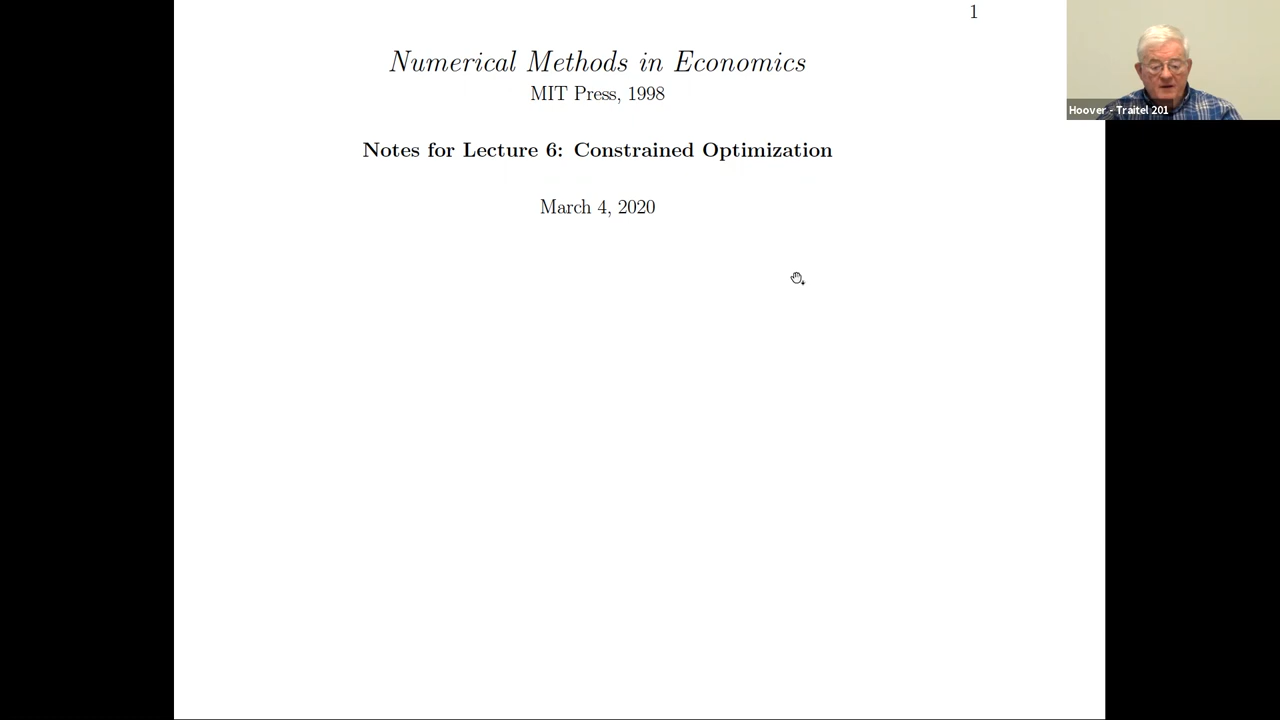 1
Numerical Methods in Economics
MIT Press, 1998
Notes for Lecture 6: Constrained Optimization
March 4, 2020
Hoover - Traitel 201